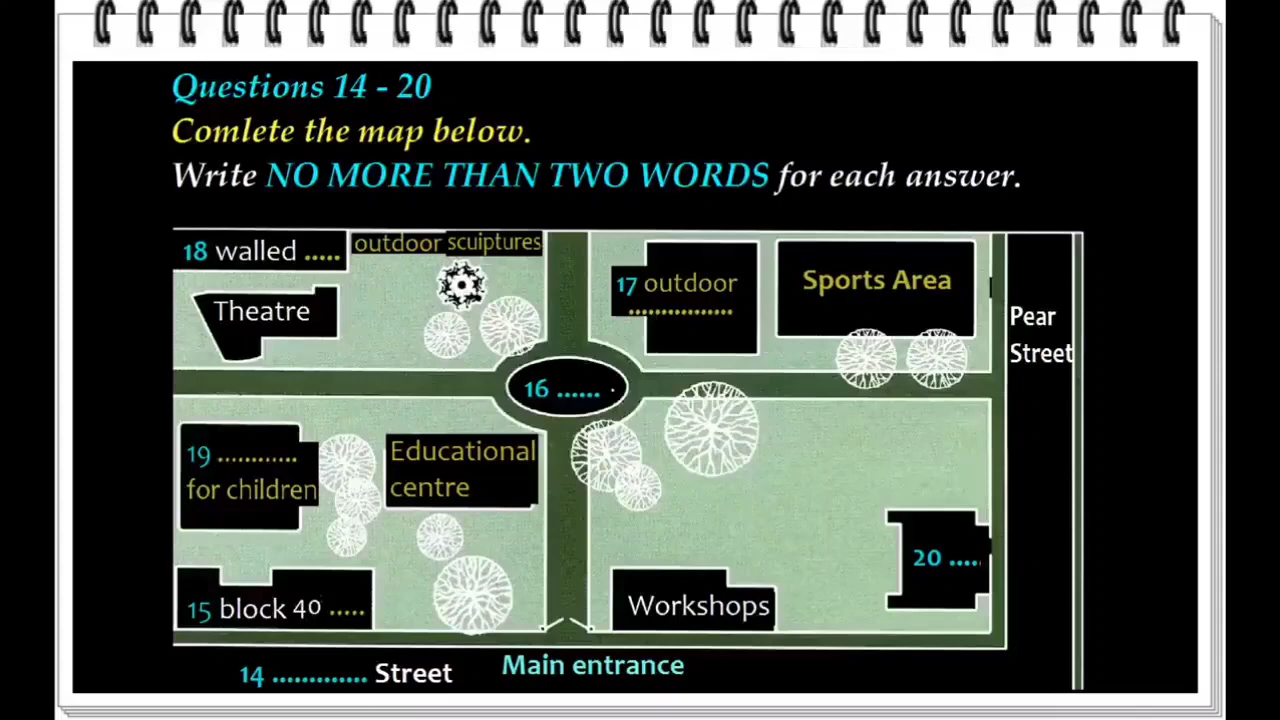 Questions 14 - 20
Comlete the map below.
Write NO MORE THAN TWO WORDS for each answer.
18 walled .....
outdoor sculptures
Theatre
17 outdoor
.................
Sports Area
Pear
Street
16 ......
19 ............
for children
Educational
centre
15 block 40 .....
Workshops
20 .....
14 ............. Street
Main entrance